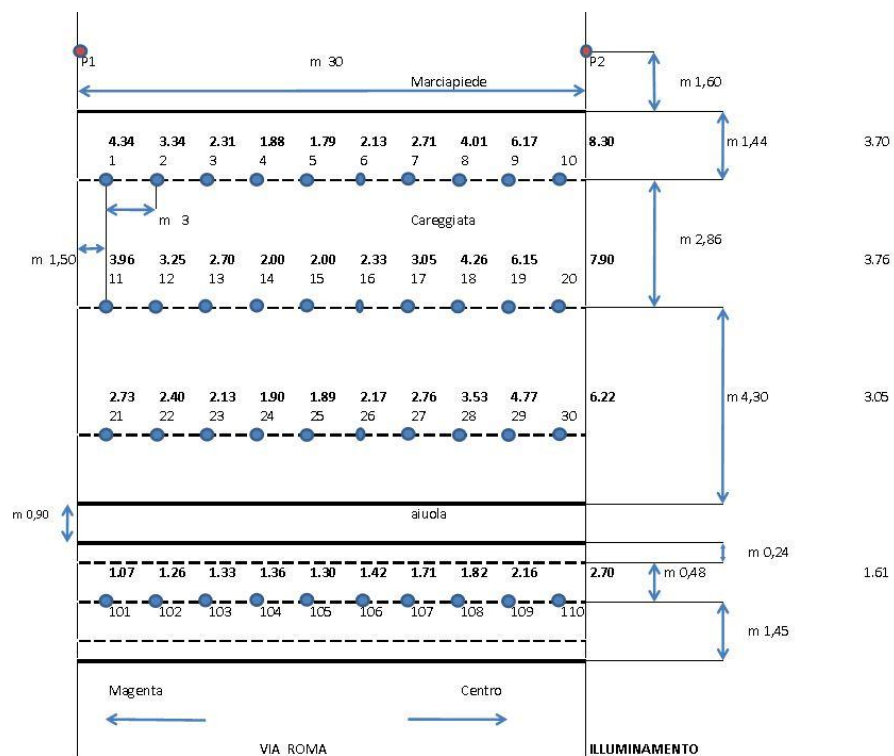 P1 m 30 P2
Marciapiede m 1,60
4.34 3.34 2.31 1.88 1.79 2.13 2.71 4.01 6.17 8.30 m 1,44 3.70
1 2 3 4 5 6 7 8 9 10
m 3 Careggiata
m 2,86
m 1,50 3.96 3.25 2.70 2.00 2.00 2.33 3.05 4.26 6.15 7.90 3.76
11 12 13 14 15 16 17 18 19 20
2.73 2.40 2.13 1.90 1.89 2.17 2.76 3.53 4.77 6.22 m 4,30 3.05
21 22 23 24 25 26 27 28 29 30
m 0,90 aiuola
m 0,24
1.07 1.26 1.33 1.36 1.30 1.42 1.71 1.82 2.16 2.70 m 0,48 1.61
101 102 103 104 105 106 107 108 109 110
m 1,45
Magenta Centro
VIA ROMA ILLUMINAMENTO